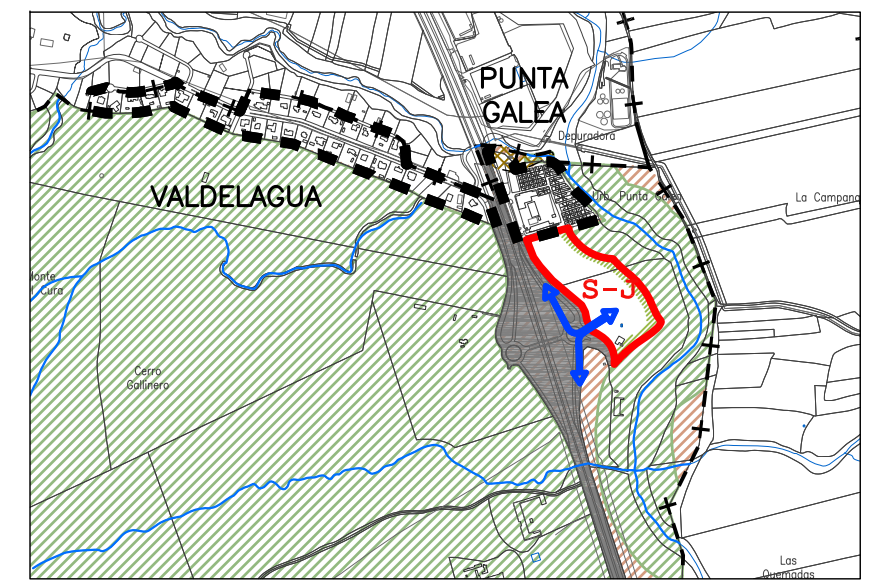 PUNTA
GALEA
Depuradora
VALDELAGUA
Urb. Punta Galea
La Campana
S-J
Monte
Cura
Cerro
Gallinero
Las
Quemadas